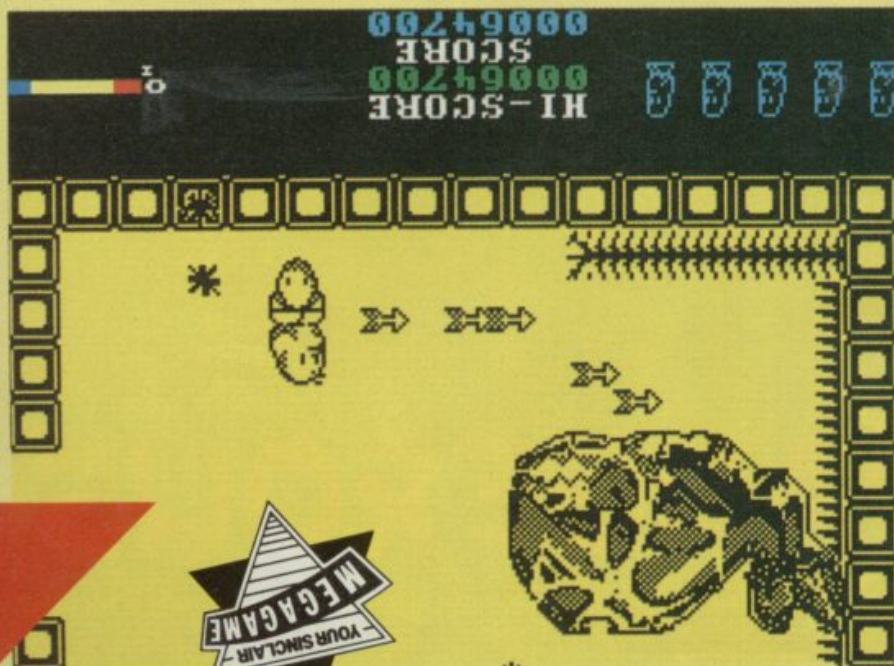 - YOUR SINCLAIR -
MEGAGAME
HI-SCORE
00064700
SCORE
00064700